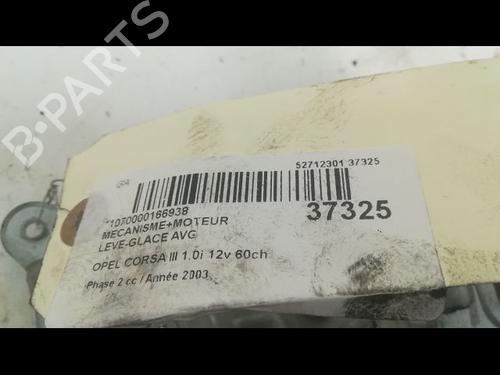 52712301 37325
*1070000166938
37325
MECANISME+MOTEUR
LEVE-GLACE AVG
OPEL CORSA III 1.0i 12v 60ch
Phase 2 cc / Année 2003